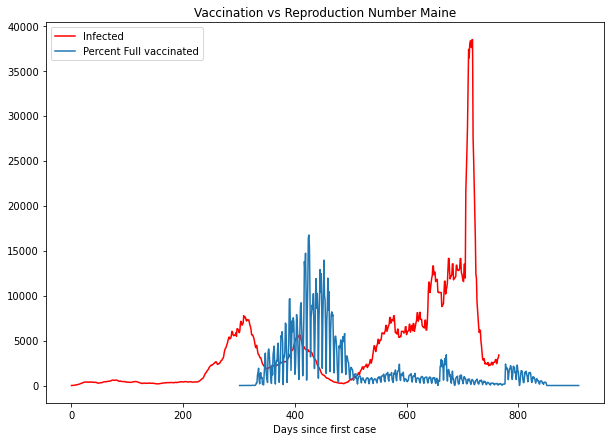 Vaccination vs Reproduction Number Maine
Infected
Percent Full vaccinated
40000
35000
30000
25000
20000
15000
10000
5000
0
0 200 400 600 800
Days since first case